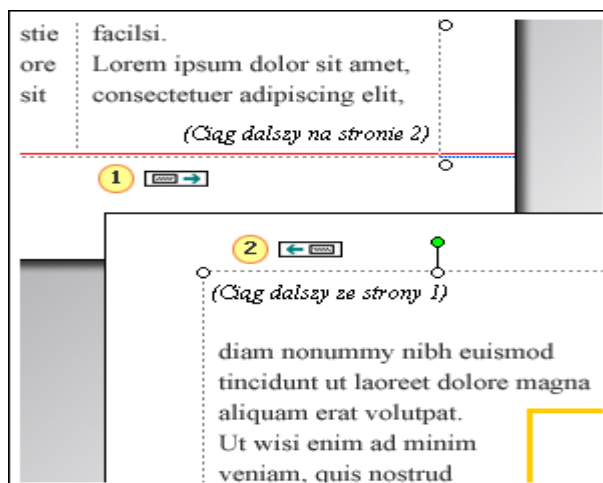 stie facilsi.
ore Lorem ipsum dolor sit amet,
sit consectetuer adipiscing elit,
(Ciąg dalszy na stronie 2)
1
2
(Ciąg dalszy ze strony 1)
diam nonummy nibh euismod
tincidunt ut laoreet dolore magna
aliquam erat volutpat.
Ut wisi enim ad minim
veniam, quis nostrud